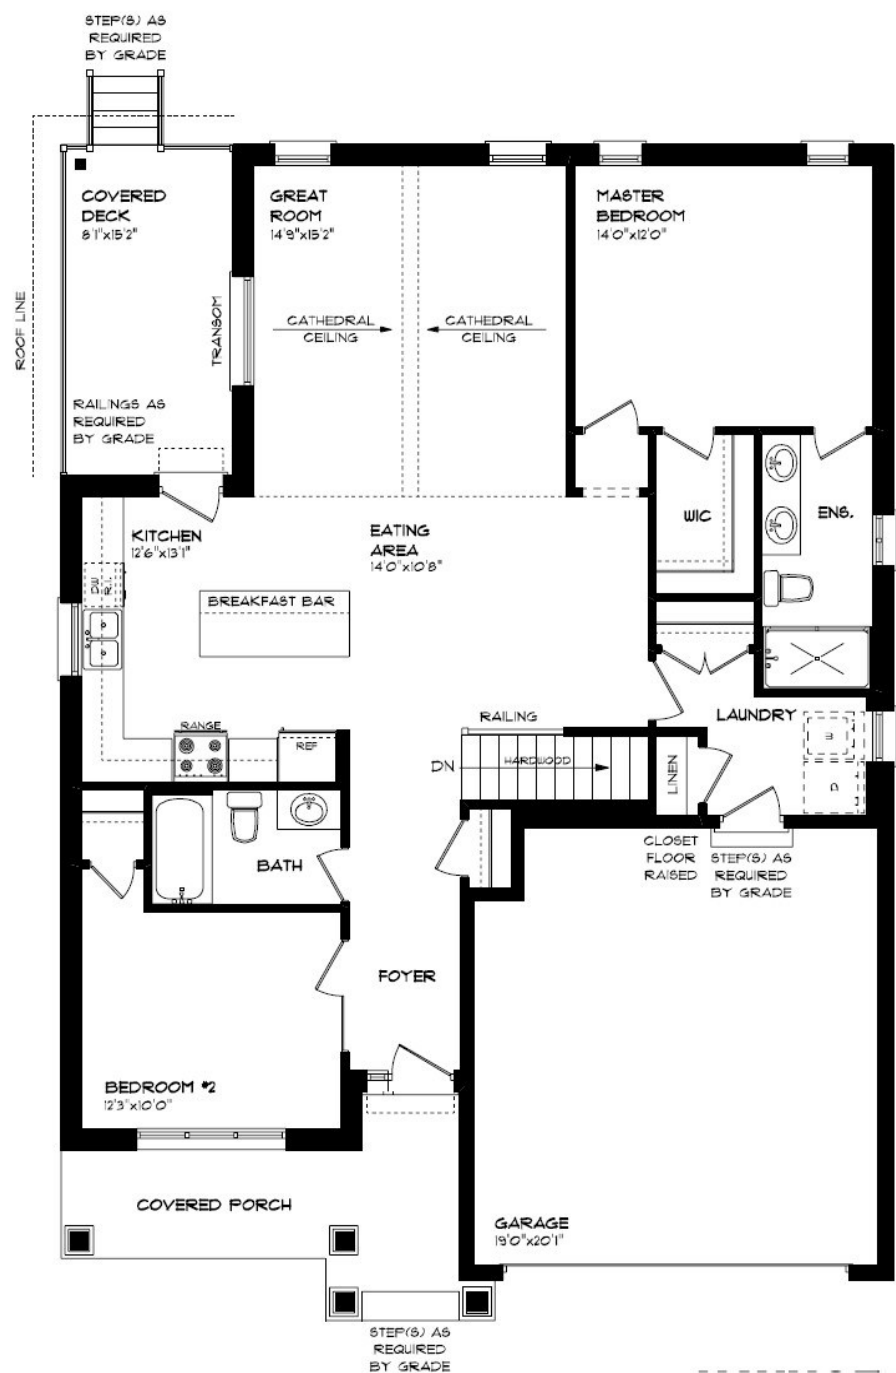 STEP(S) AS
REQUIRED
BY GRADE
COVERED
DECK
8'1"x15'2"
GREAT
ROOM
14'9"x15'2"
MASTER
BEDROOM
14'0"x12'0"
ROOF LINE
TRANSOM
CATHEDRAL
CEILING
CATHEDRAL
CEILING
RAILINGS AS
REQUIRED
BY GRADE
KITCHEN
12'6"x13'1"
EATING
AREA
14'0"x10'8"
WIC
ENS.
DW
R.I.
BREAKFAST BAR
RANGE
REF
RAILING
LAUNDRY
DN
HARDWOOD
LINEN
W
D
BATH
CLOSET
FLOOR
RAISED
STEP(S) AS
REQUIRED
BY GRADE
FOYER
BEDROOM #2
12'3"x10'0"
COVERED PORCH
GARAGE
19'0"x20'1"
STEP(S) AS
REQUIRED
BY GRADE